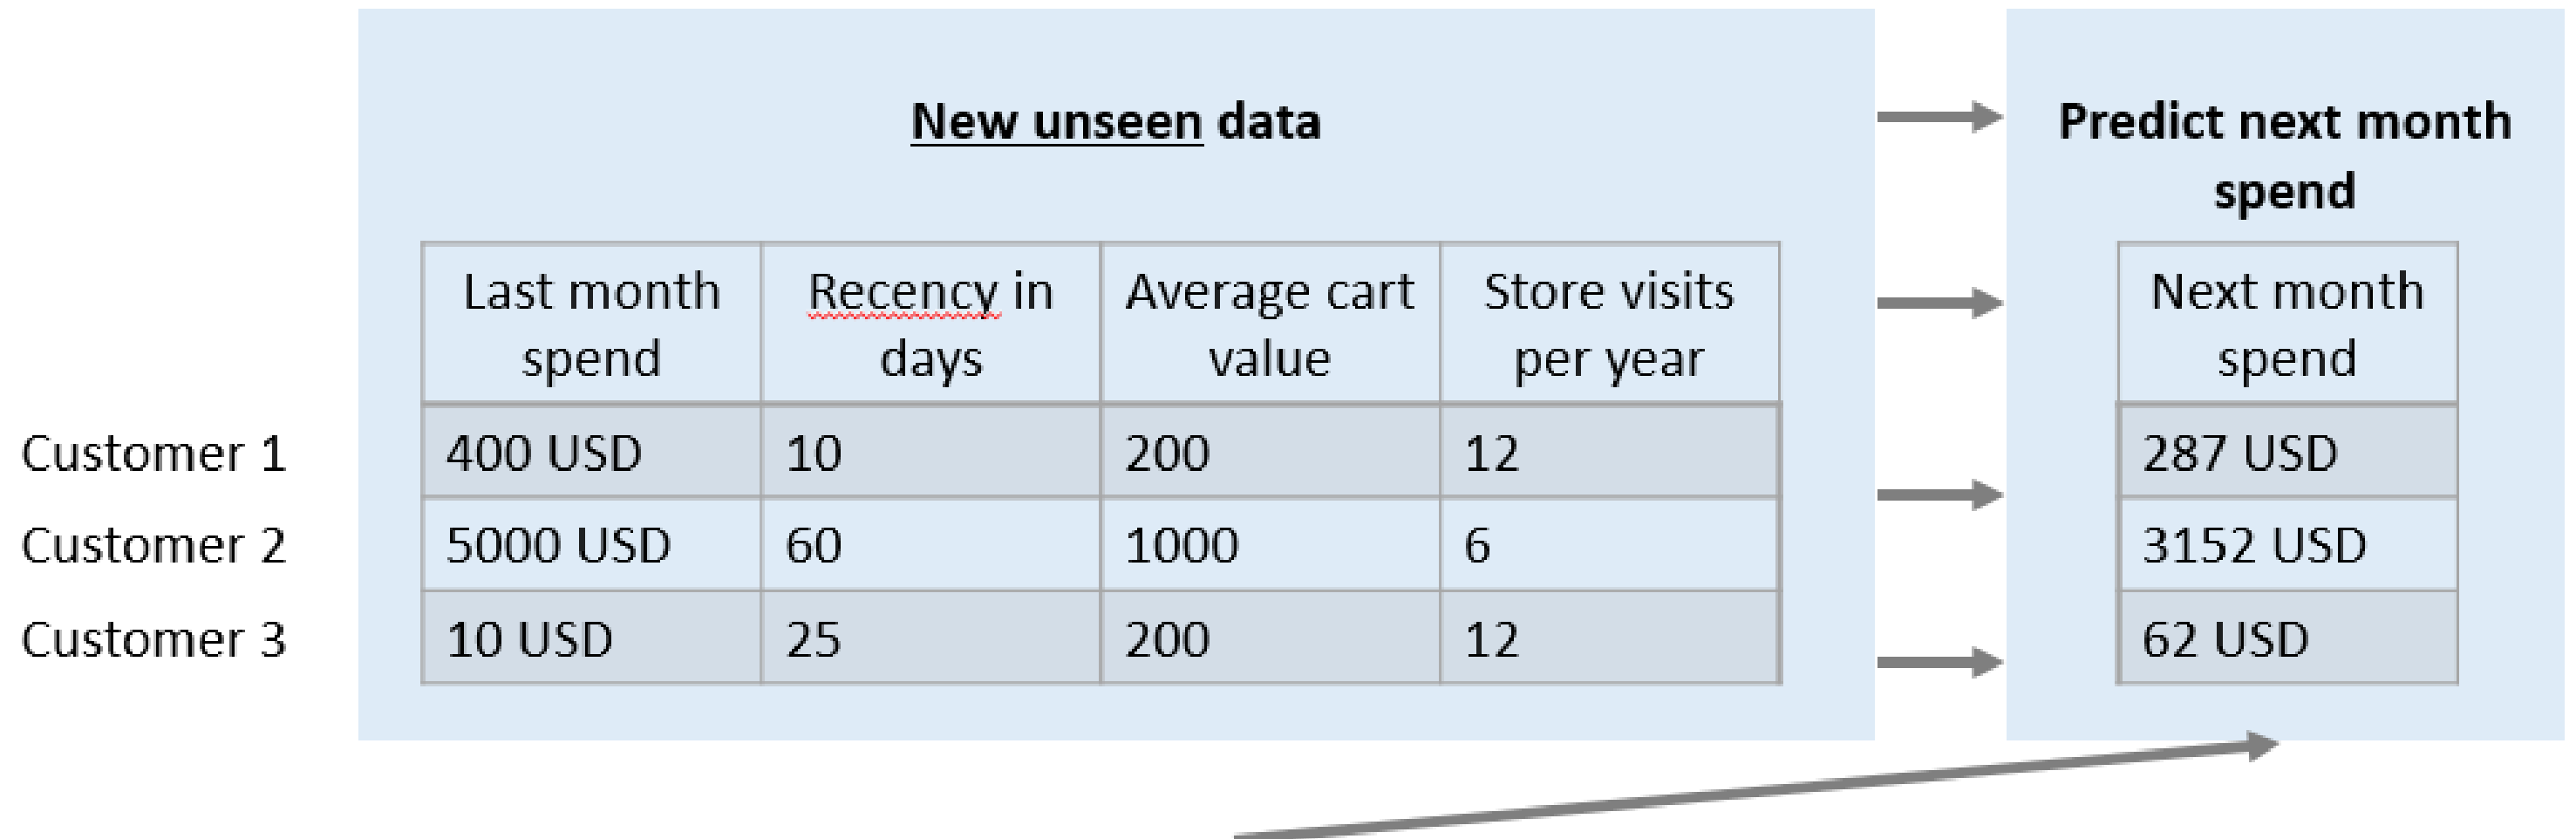 New unseen data
Predict next month
spend
Last month
spend
Recency in
days
Average cart
value
Store visits
per year
Next month
spend
Customer 1
400 USD
10
200
12
287 USD
Customer 2
5000 USD
60
1000
6
3152 USD
Customer 3
10 USD
25
200
12
62 USD